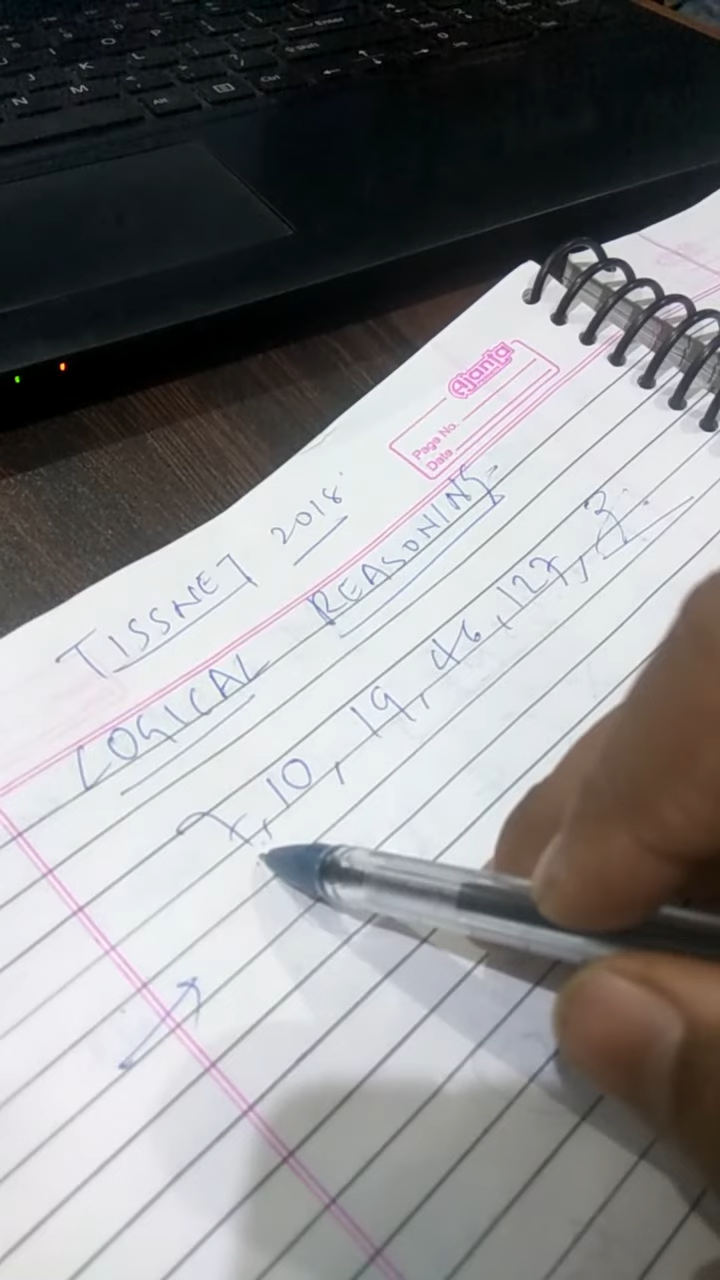 Ajanta
Page No.
Date
TISSNET 2018
LOGICAL REASONING
7, 10, 19, 46, 127, ?